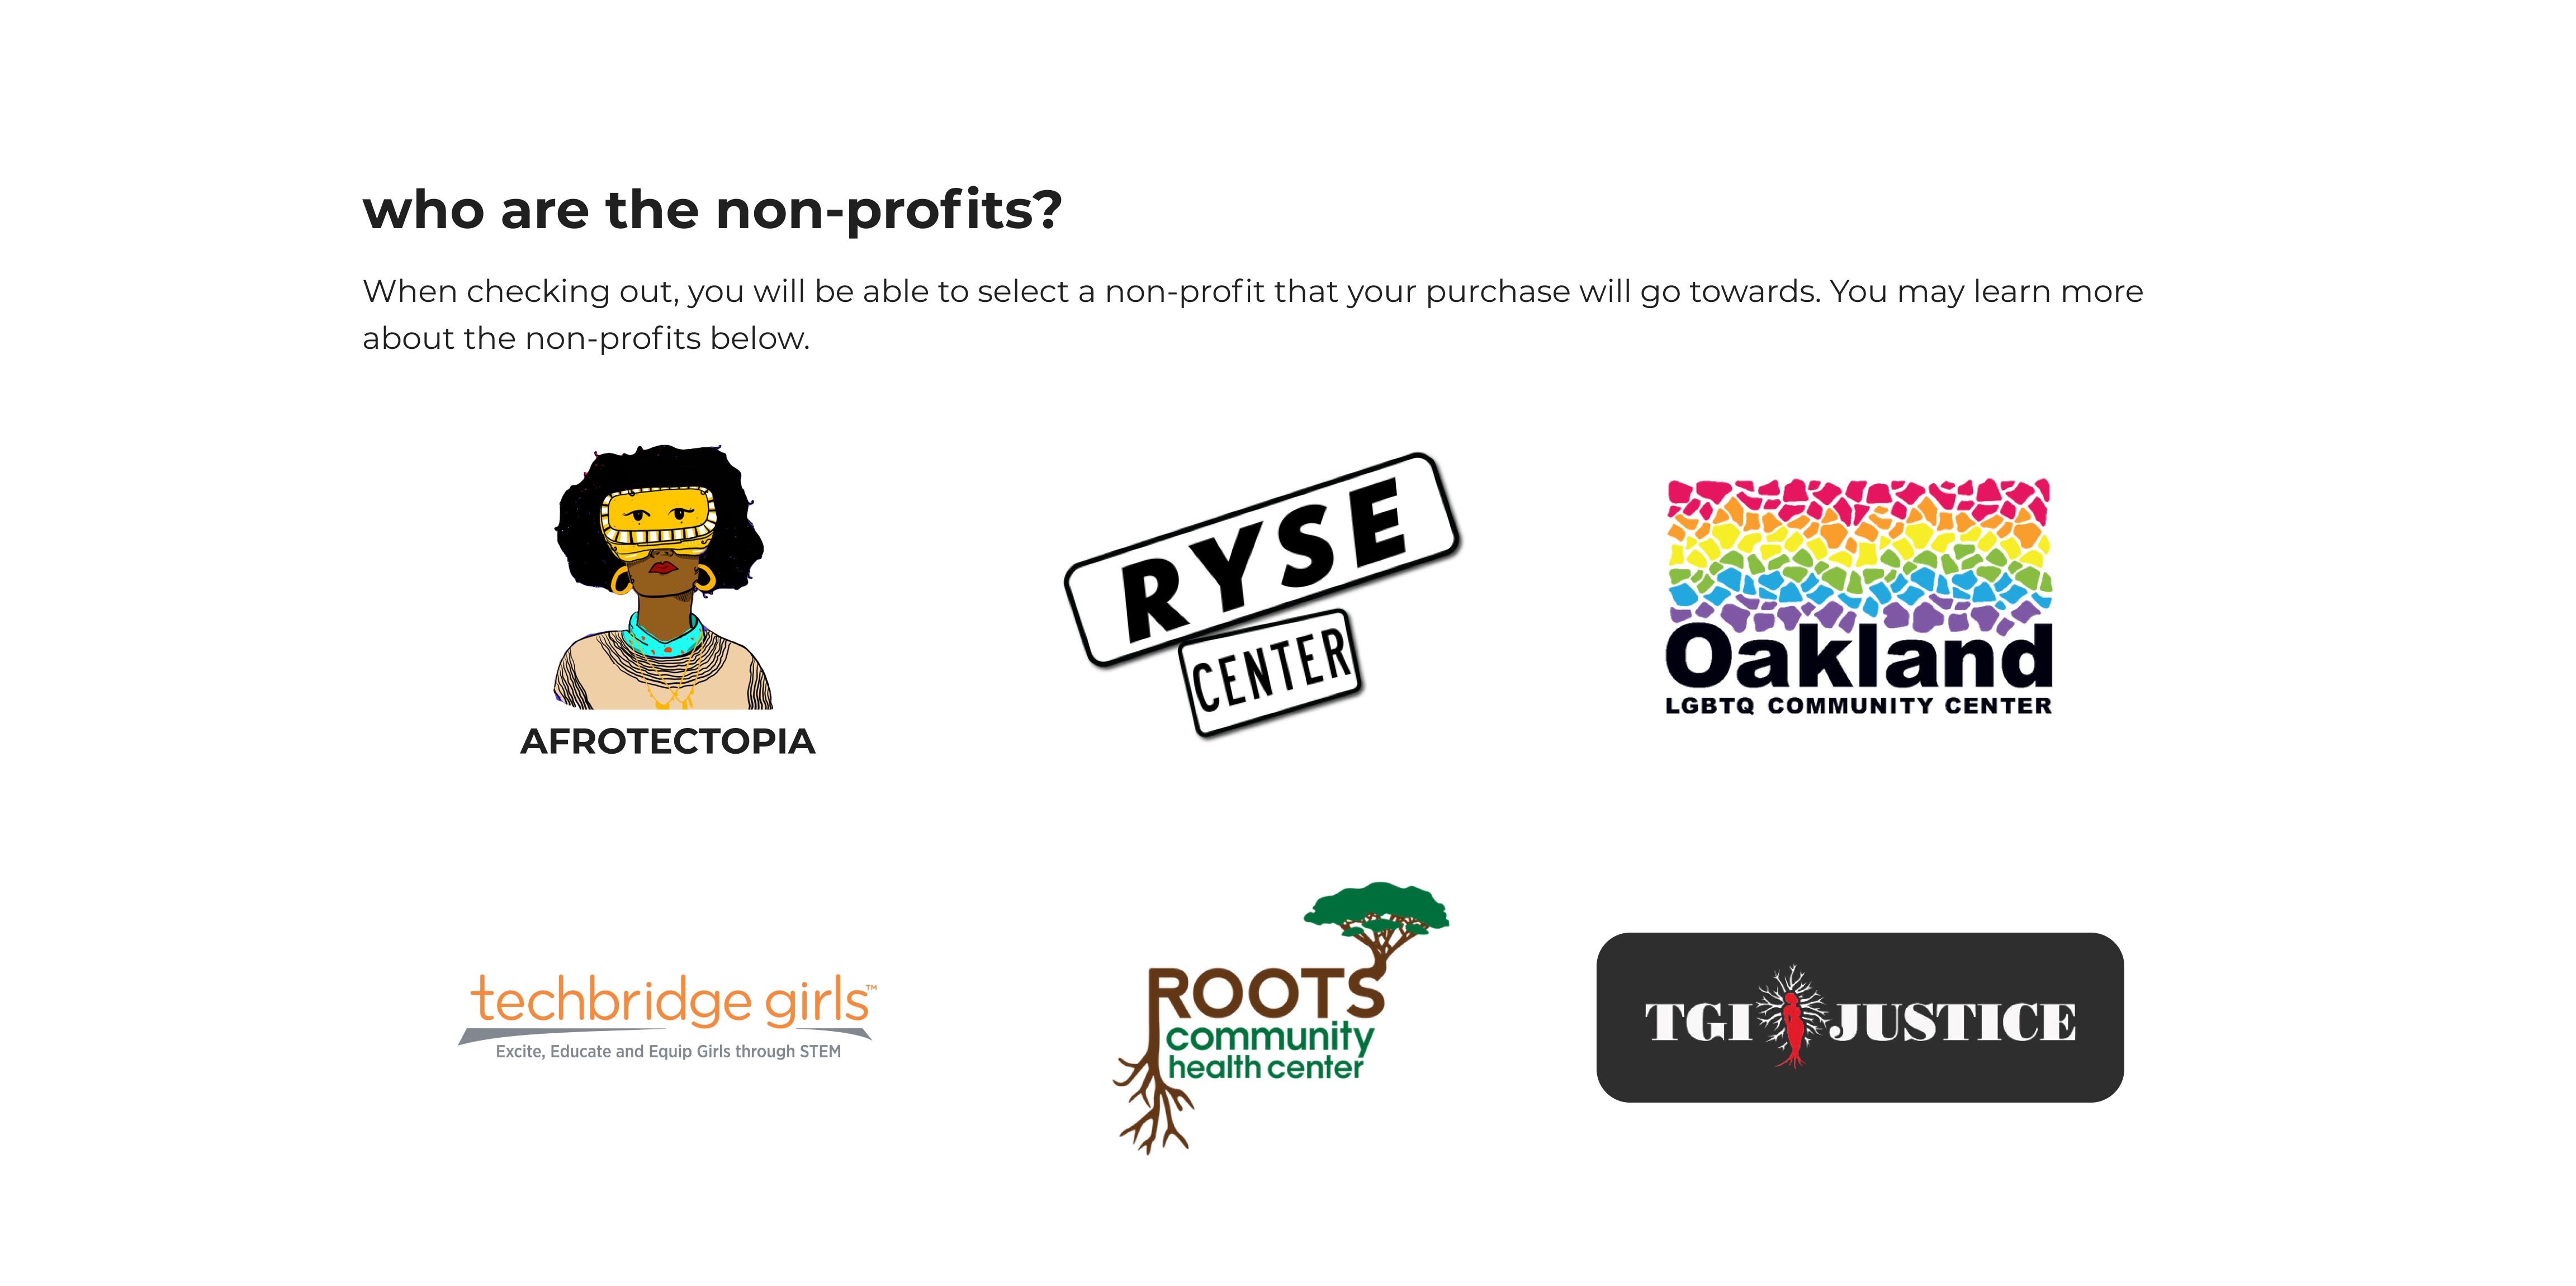 who are the non-profits?
When checking out, you will be able to select a non-profit that your purchase will go towards. You may learn more
about the non-profits below.
AFROTECTOPIA
RYSE
CENTER
Oakland
LGBTQ COMMUNITY CENTER
techbridge girls™
Excite, Educate and Equip Girls through STEM
ROOTS
community
health center
TGI JUSTICE